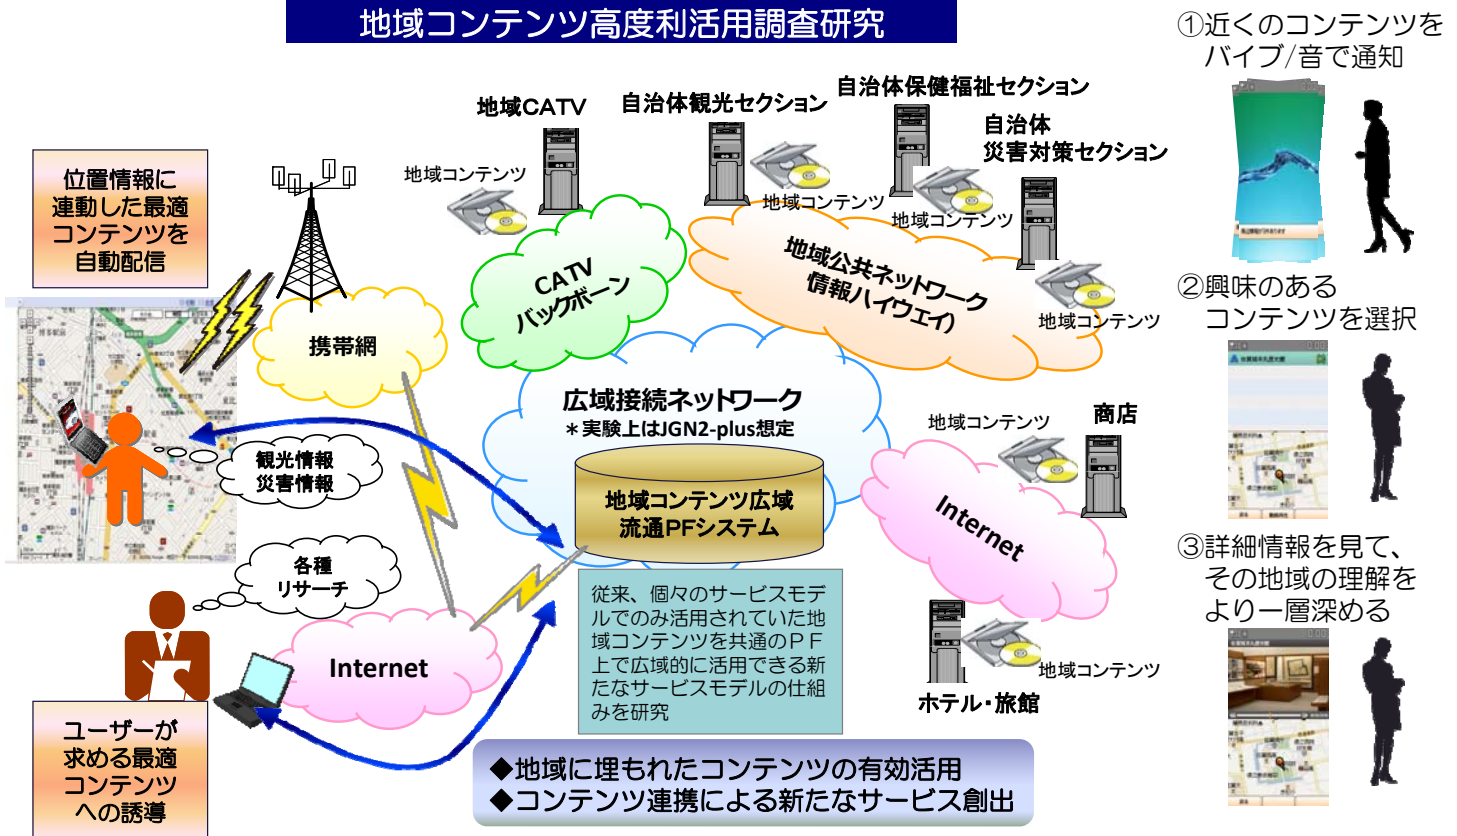 地域コンテンツ高度利活用調査研究
①近くのコンテンツを
バイブ/音で通知
②興味のある
コンテンツを選択
③詳細情報を見て、
その地域の理解を
より一層深める
位置情報に
連動した最適
コンテンツを
自動配信
地域CATV
自治体観光セクション
自治体保健福祉セクション
自治体
災害対策セクション
地域コンテンツ
地域コンテンツ
地域コンテンツ
地域コンテンツ
CATV
バックボーン
地域公共ネットワーク
情報ハイウェイ)
携帯網
広域接続ネットワーク
＊実験上はJGN2-plus想定
地域コンテンツ広域
流通PFシステム
観光情報
災害情報
各種
リサーチ
Internet
地域コンテンツ
商店
Internet
地域コンテンツ
ホテル・旅館
従来、個々のサービスモデ
ルでのみ活用されていた地
域コンテンツを共通のＰＦ
上で広域的に活用できる新
たなサービスモデルの仕組
みを研究
ユーザーが
求める最適
コンテンツ
への誘導
◆地域に埋もれたコンテンツの有効活用
◆コンテンツ連携による新たなサービス創出